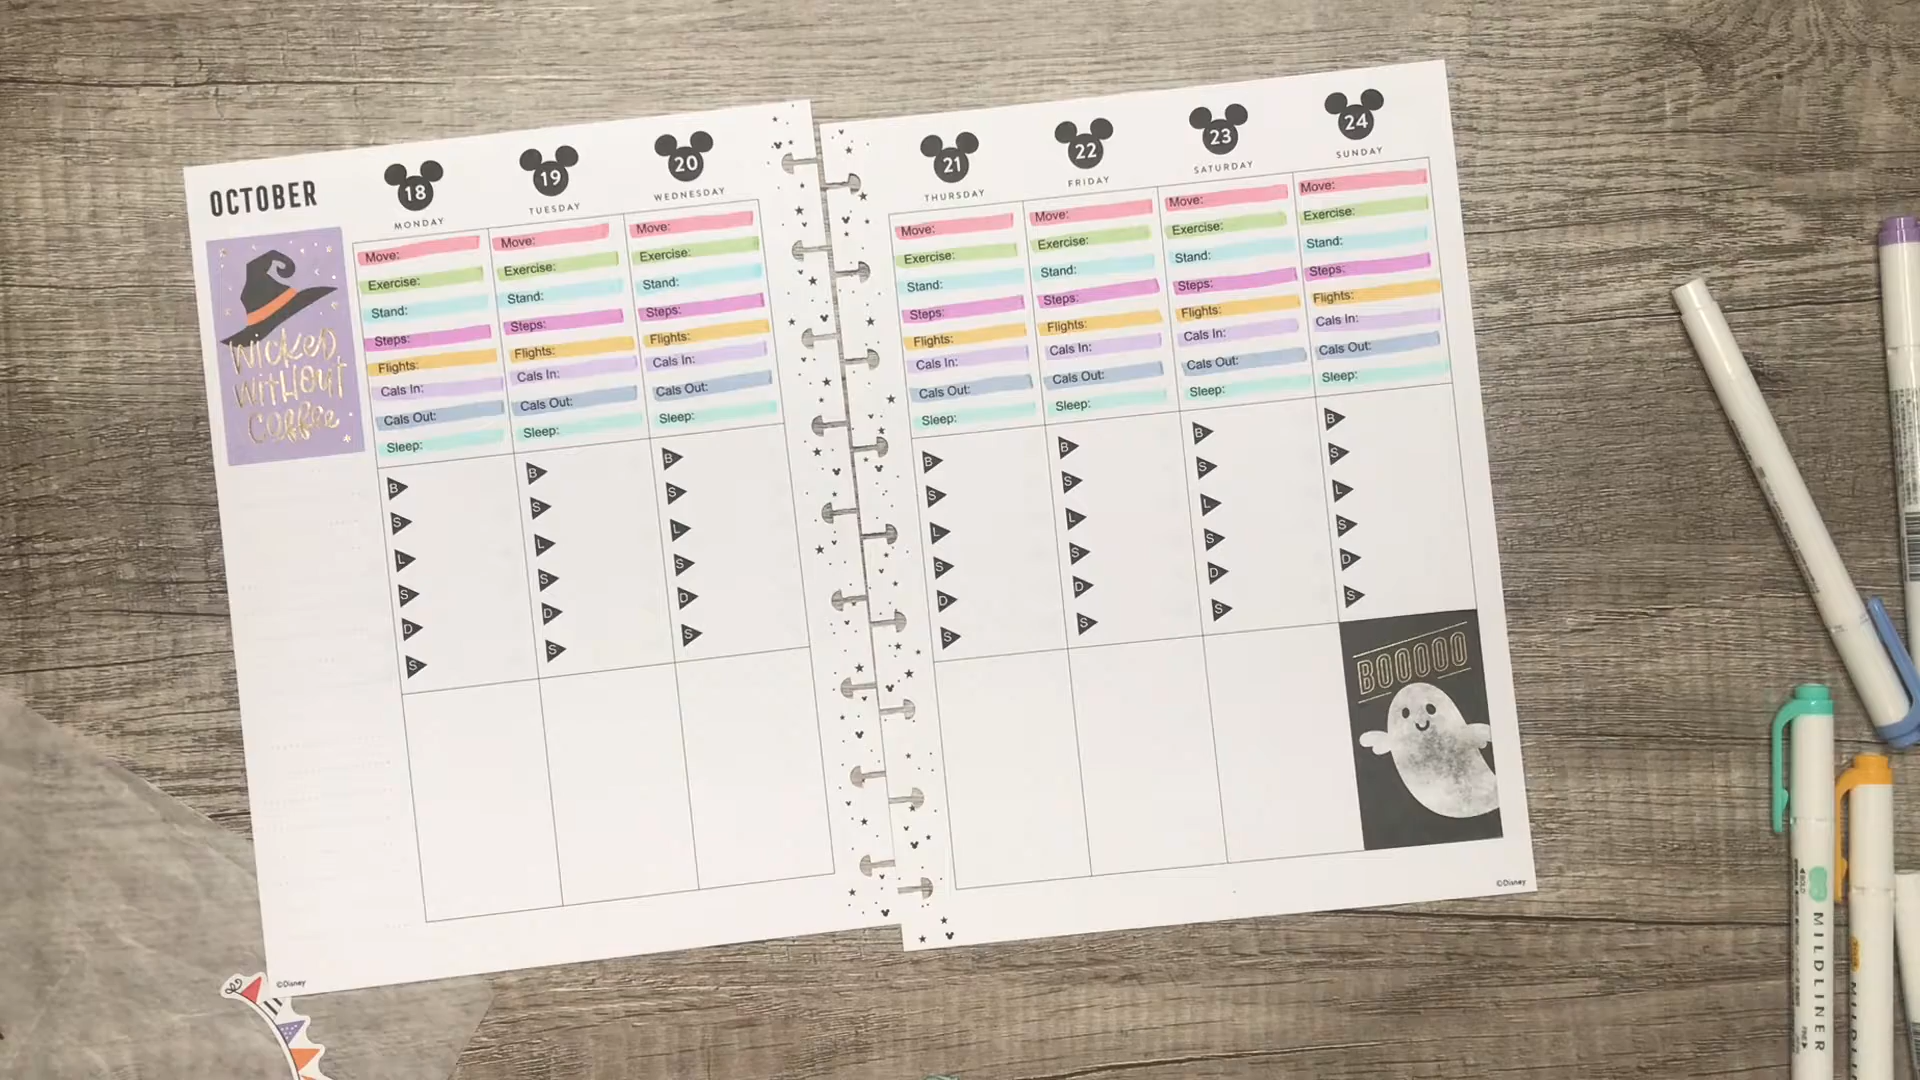 OCTOBER
wicked
without
coffee
18
MONDAY
Move:
Exercise:
Stand:
Steps:
Flights:
Cals In:
Cals Out:
Sleep:
B
S
L
S
D
S
19
TUESDAY
Move:
Exercise:
Stand:
Steps:
Flights:
Cals In:
Cals Out:
Sleep:
B
S
L
S
D
S
20
WEDNESDAY
Move:
Exercise:
Stand:
Steps:
Flights:
Cals In:
Cals Out:
Sleep:
B
S
L
S
D
S
©Disney
21
THURSDAY
Move:
Exercise:
Stand:
Steps:
Flights:
Cals In:
Cals Out:
Sleep:
B
S
L
S
D
S
22
FRIDAY
Move:
Exercise:
Stand:
Steps:
Flights:
Cals In:
Cals Out:
Sleep:
B
S
L
S
D
S
23
SATURDAY
Move:
Exercise:
Stand:
Steps:
Flights:
Cals In:
Cals Out:
Sleep:
B
S
L
S
D
S
24
SUNDAY
Move:
Exercise:
Stand:
Steps:
Flights:
Cals In:
Cals Out:
Sleep:
B
S
L
S
D
S
BOOOOO
©Disney
MILDLINER